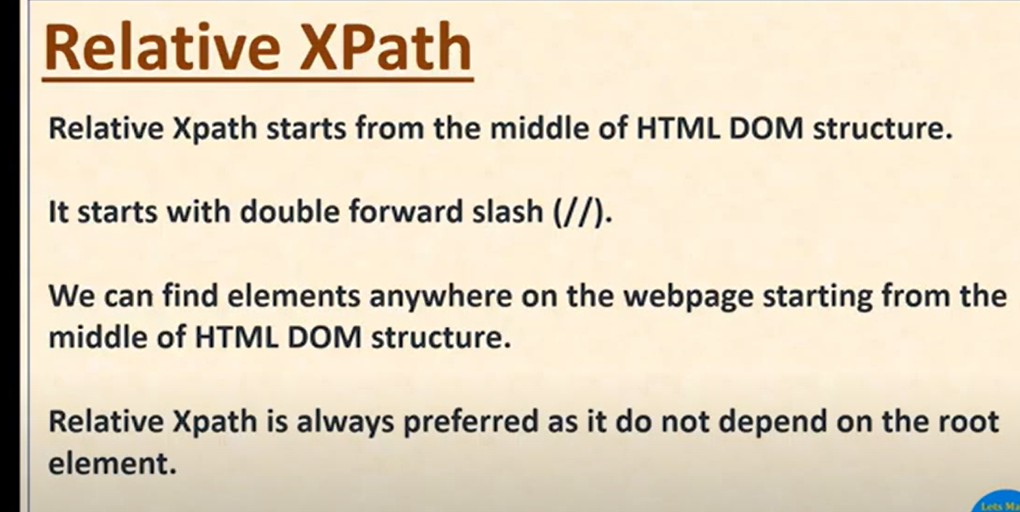 Relative XPath
Relative Xpath starts from the middle of HTML DOM structure.
It starts with double forward slash (//).
We can find elements anywhere on the webpage starting from the
middle of HTML DOM structure.
Relative Xpath is always preferred as it do not depend on the root
element.
Lets